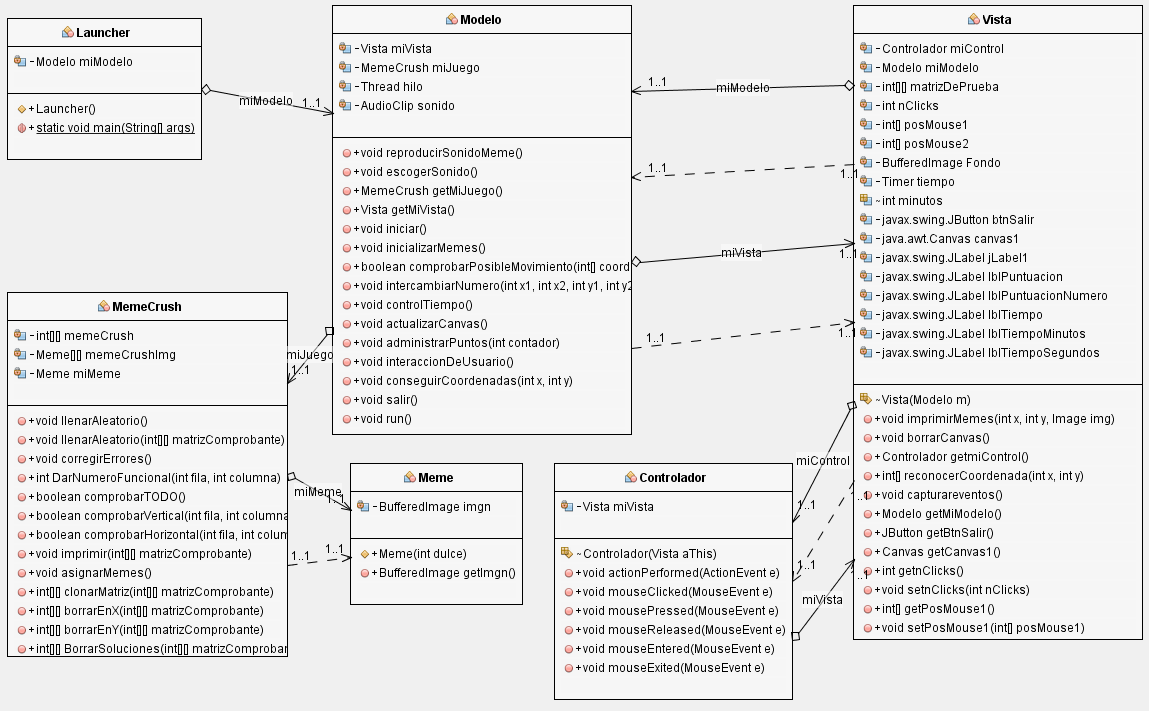 Launcher
-Modelo miModelo
+Launcher()
+static void main(String[] args)
miModelo
1..1
Modelo
-Vista miVista
-MemeCrush miJuego
-Thread hilo
-AudioClip sonido
+void reproducirSonidoMeme()
+void escogerSonido()
+MemeCrush getMiJuego()
+Vista getMiVista()
+void iniciar()
+void inicializarMemes()
+boolean comprobarPosibleMovimiento(int[] coord
+void intercambiarNumero(int x1, int x2, int y1, int y2
+void controlTiempo()
+void actualizarCanvas()
+void administrarPuntos(int contador)
+void interaccionDeUsuario()
+void conseguirCoordenadas(int x, int y)
+void salir()
+void run()
1..1
miModelo
1..1
1..1
miVista
1..1
1..1
1..1
Vista
-Controlador miControl
-Modelo miModelo
-int[][] matrizDePrueba
-int nClicks
-int[] posMouse1
-int[] posMouse2
-BufferedImage Fondo
-Timer tiempo
~int minutos
-javax.swing.JButton btnSalir
-java.awt.Canvas canvas1
-javax.swing.JLabel jLabel1
-javax.swing.JLabel lblPuntuacion
-javax.swing.JLabel lblPuntuacionNumero
-javax.swing.JLabel lblTiempo
-javax.swing.JLabel lblTiempoMinutos
-javax.swing.JLabel lblTiempoSegundos
~Vista(Modelo m)
+void imprimirMemes(int x, int y, Image img)
+void borrarCanvas()
+Controlador getmiControl()
+int[] reconocerCoordenada(int x, int y)
+void capturareventos()
+Modelo getMiModelo()
+JButton getBtnSalir()
+Canvas getCanvas1()
+int getnClicks()
+void setnClicks(int nClicks)
+int[] getPosMouse1()
+void setPosMouse1(int[] posMouse1)
MemeCrush
-int[][] memeCrush
-Meme[][] memeCrushImg
-Meme miMeme
+void llenarAleatorio()
+void llenarAleatorio(int[][] matrizComprobante)
+void corregirErrores()
+int DarNumeroFuncional(int fila, int columna)
+boolean comprobarTODO()
+boolean comprobarVertical(int fila, int columna
+boolean comprobarHorizontal(int fila, int colum
+void imprimir(int[][] matrizComprobante)
+void asignarMemes()
+int[][] clonarMatriz(int[][] matrizComprobante)
+int[][] borrarEnX(int[][] matrizComprobante)
+int[][] borrarEnY(int[][] matrizComprobante)
+int[][] BorrarSoluciones(int[][] matrizComprobar
miJuego
1..1
miMeme
1..1
1..1
1..1
Meme
-BufferedImage imgn
+Meme(int dulce)
+BufferedImage getImgn()
Controlador
-Vista miVista
~Controlador(Vista aThis)
+void actionPerformed(ActionEvent e)
+void mouseClicked(MouseEvent e)
+void mousePressed(MouseEvent e)
+void mouseReleased(MouseEvent e)
+void mouseEntered(MouseEvent e)
+void mouseExited(MouseEvent e)
miControl
1..1
..1
1..1
miVista
..1